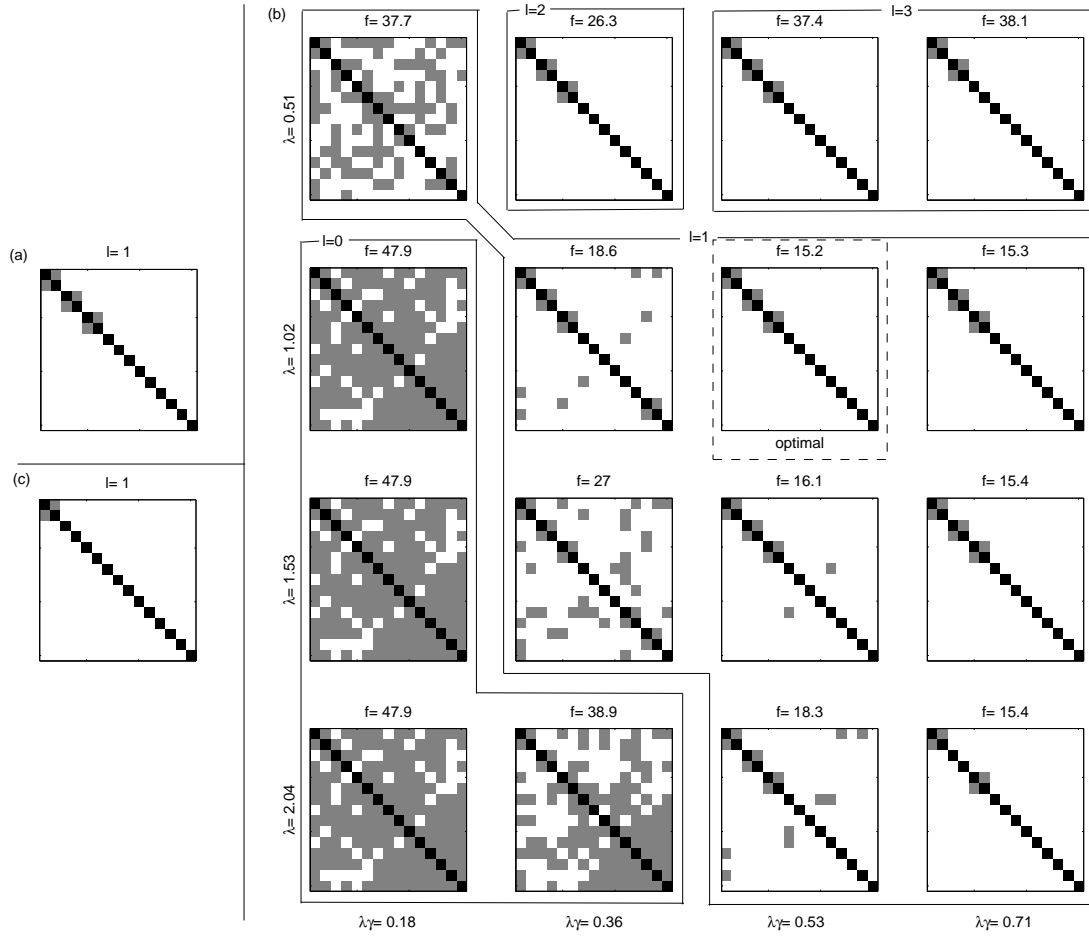 (a)
l= 1
(c)
l= 1
(b)
l=2
l=3
f= 37.7
f= 26.3
f= 37.4
f= 38.1
λ= 0.51
l=0
l=1
f= 47.9
f= 18.6
f= 15.2
f= 15.3
λ= 1.02
optimal
f= 47.9
f= 27
f= 16.1
f= 15.4
λ= 1.53
f= 47.9
f= 38.9
f= 18.3
f= 15.4
λ= 2.04
λγ= 0.18
λγ= 0.36
λγ= 0.53
λγ= 0.71